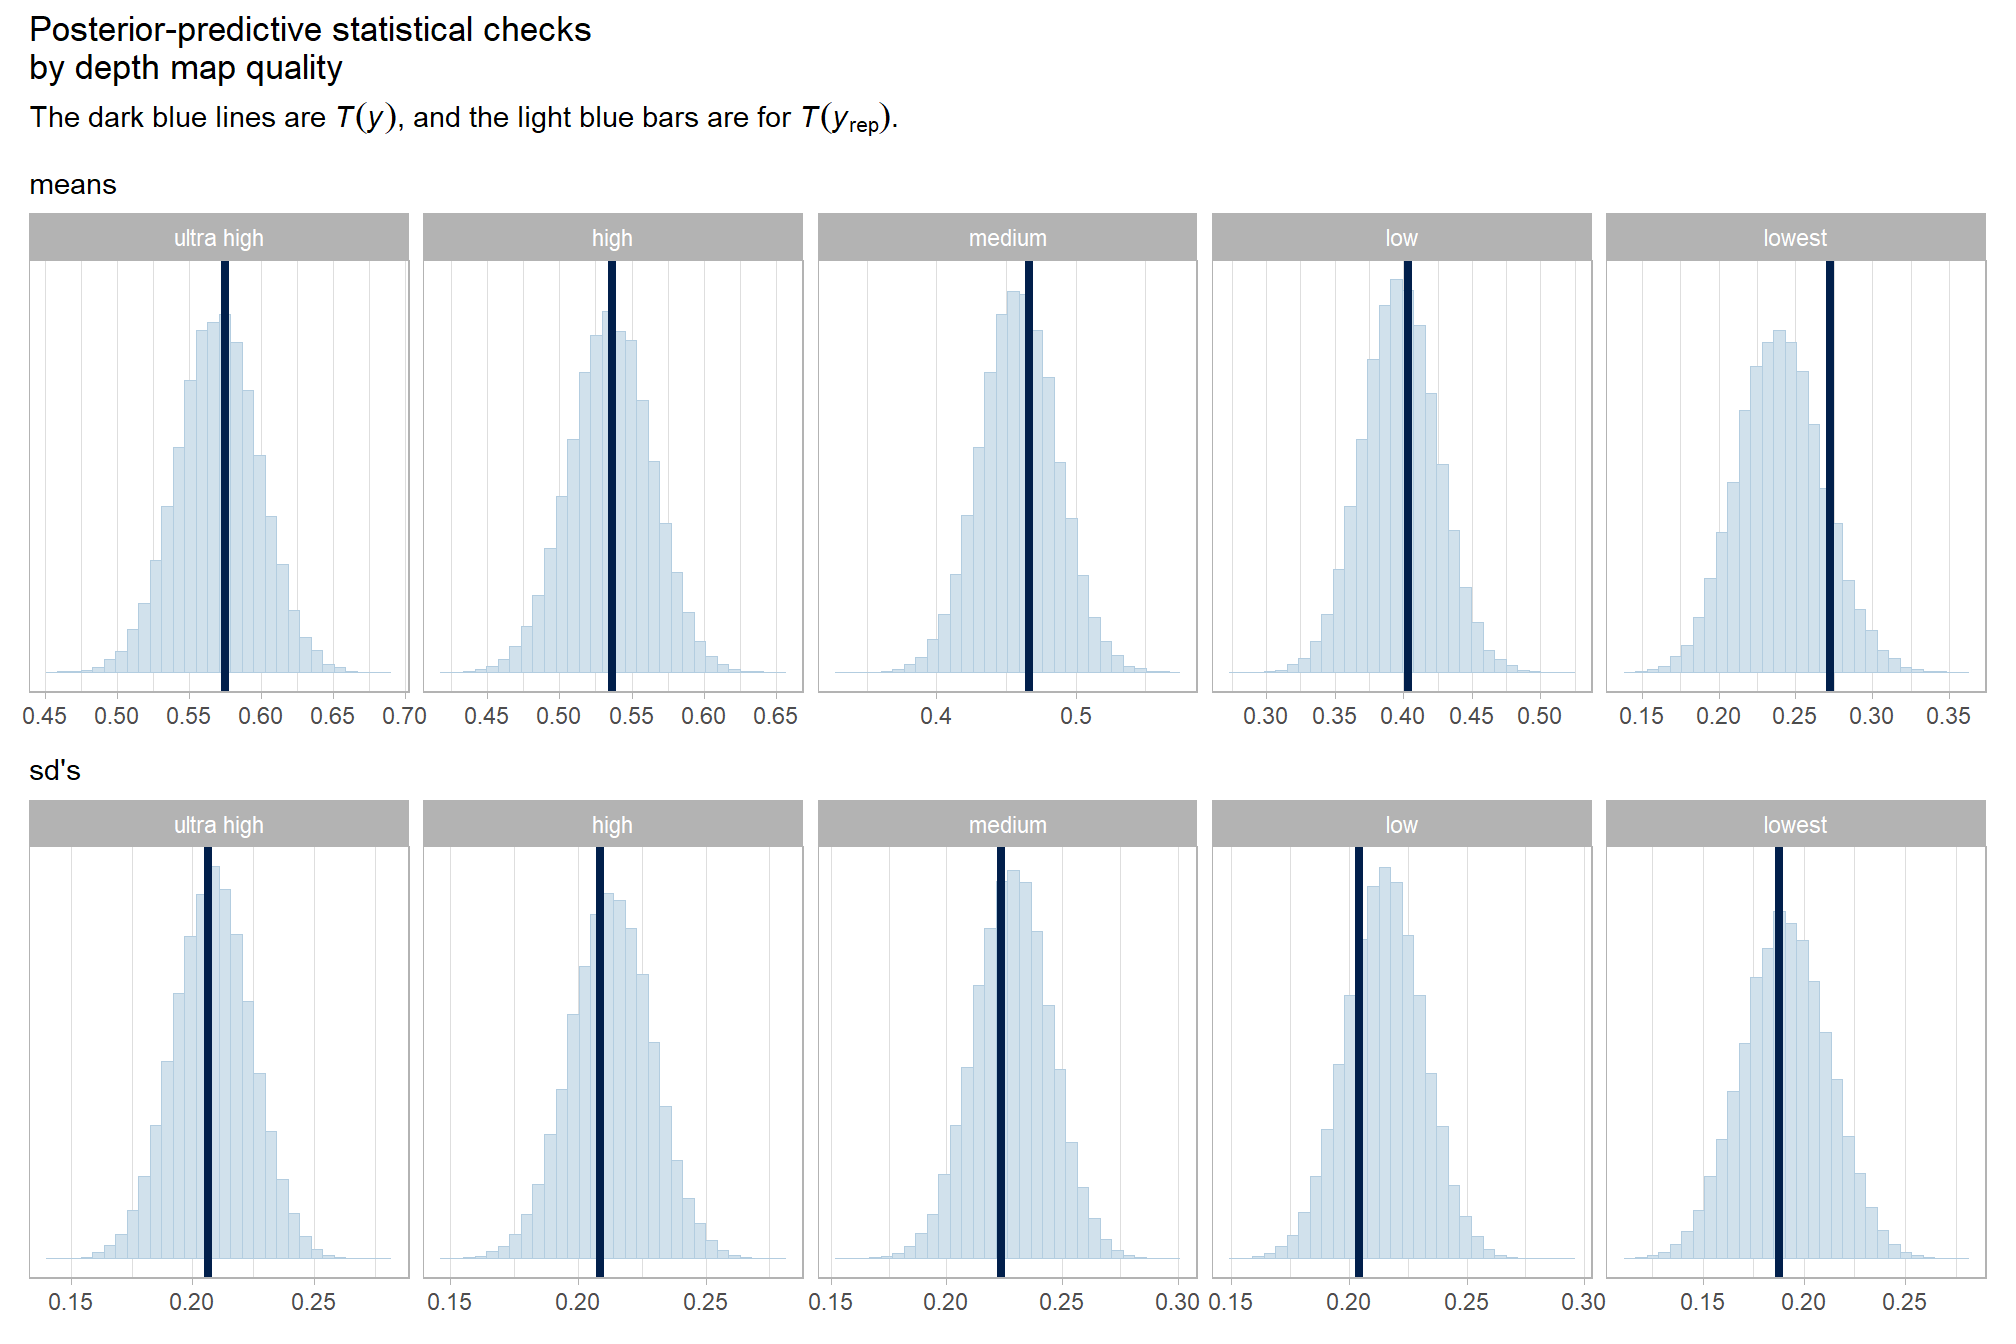 Posterior-predictive statistical checks
by depth map quality
The dark blue lines are T(y), and the light blue bars are for T(y_rep).
means
ultra high high medium low lowest
0.45 0.50 0.55 0.60 0.65 0.70 0.45 0.50 0.55 0.60 0.65 0.4 0.5 0.30 0.35 0.40 0.45 0.50 0.15 0.20 0.25 0.30 0.35
sd's
ultra high high medium low lowest
0.15 0.20 0.25 0.15 0.20 0.25 0.15 0.20 0.25 0.30 0.15 0.20 0.25 0.30 0.15 0.20 0.25